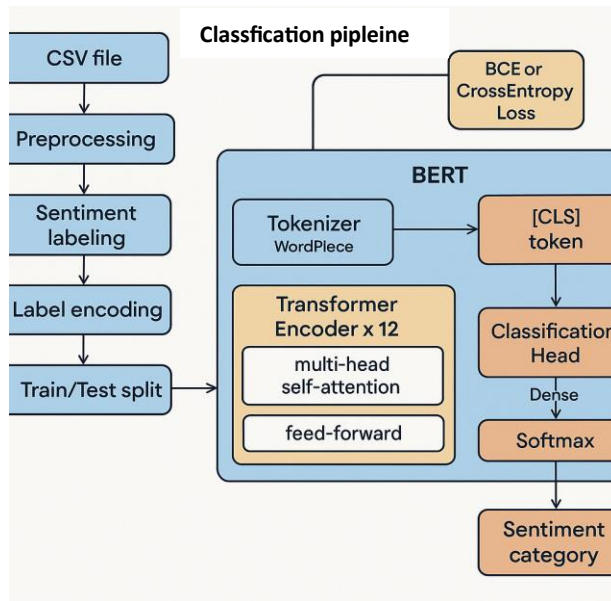 Classfication pipleine
CSV file
Preprocessing
Sentiment
labeling
Label encoding
Train/Test split
BCE or
CrossEntropy
Loss
BERT
Tokenizer
WordPlece
[CLS]
token
Transformer
Encoder x 12
multi-head
self-attention
feed-forward
Classification
Head
Dense
Softmax
Sentiment
category